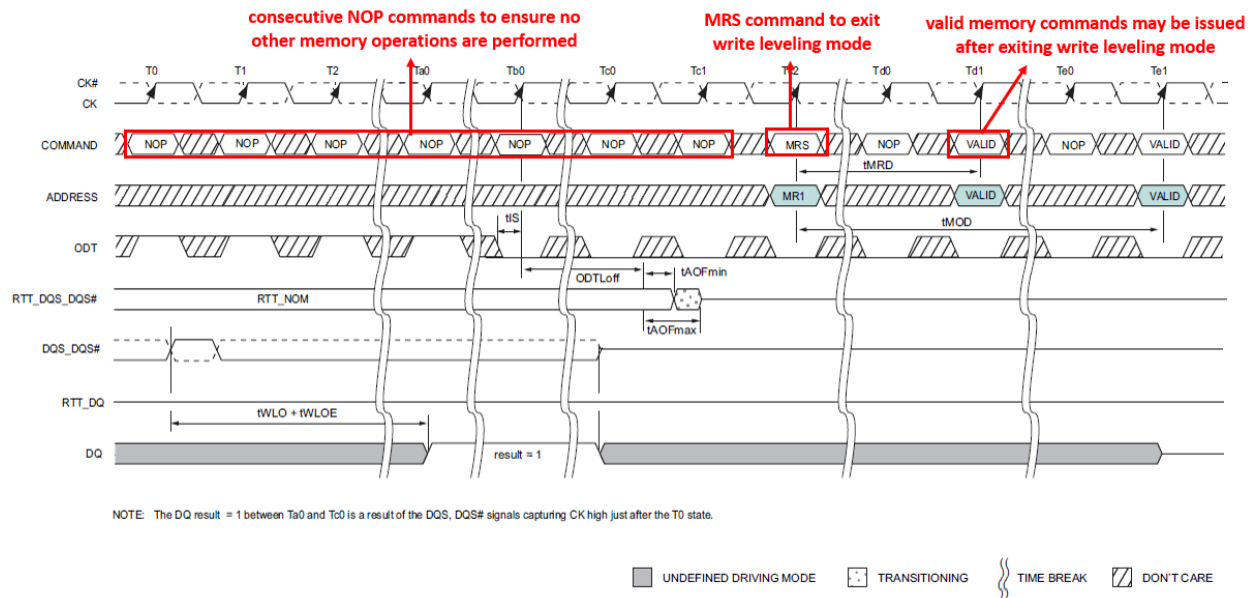 consecutive NOP commands to ensure no
other memory operations are performed
MRS command to exit
write leveling mode
valid memory commands may be issued
after exiting write leveling mode
T0 T1 T2 Ta0 Tb0 Tc0 Tc1 Td0 Td1 Te0 Te1
CK#
CK
COMMAND NOP NOP NOP NOP NOP NOP NOP MRS NOP VALID NOP VALID
tMRD
ADDRESS MR1 VALID VALID
tIS tMOD
ODT
ODTLoff tAOFmin
RTT_DQS_DQS# RTT_NOM
tAOFmax
DQS_DQS#
RTT_DQ
tWLO + tWLOE
DQ result = 1
NOTE: The DQ result = 1 between Ta0 and Tc0 is a result of the DQS, DQS# signals capturing CK high just after the T0 state.
UNDEFINED DRIVING MODE TRANSITIONING TIME BREAK DON'T CARE